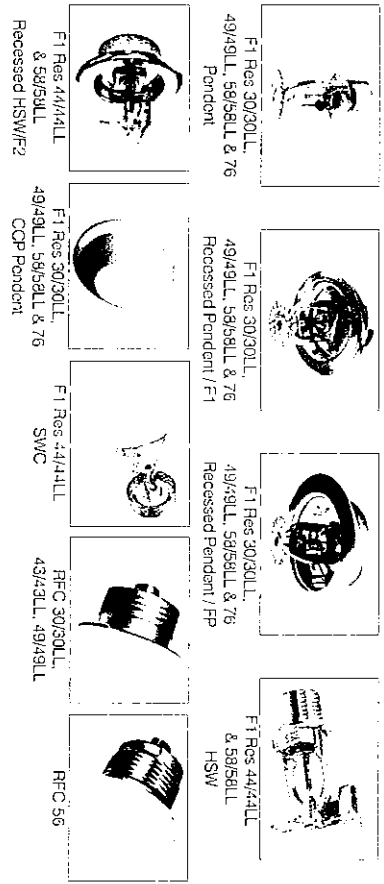 F1 Res 30/30LL,
49/49LL, 58/58LL & 76
Pendent
F1 Res 30/30LL,
49/49LL, 58/58LL & 76
Recessed Pendent / F1
F1 Res 30/30LL,
49/49LL, 58/58LL & 76
Recessed Pendent / FP
F1 Res 44/44LL
& 58/58LL
HSW
F1 Res 44/44LL
& 58/58LL
Recessed HSW/F2
F1 Res 30/30LL,
49/49LL, 58/58LL & 76
CCP Pendent
F1 Res 44/44LL
SWC
RFC 30/30LL,
43/43LL, 49/49LL
RFC 56